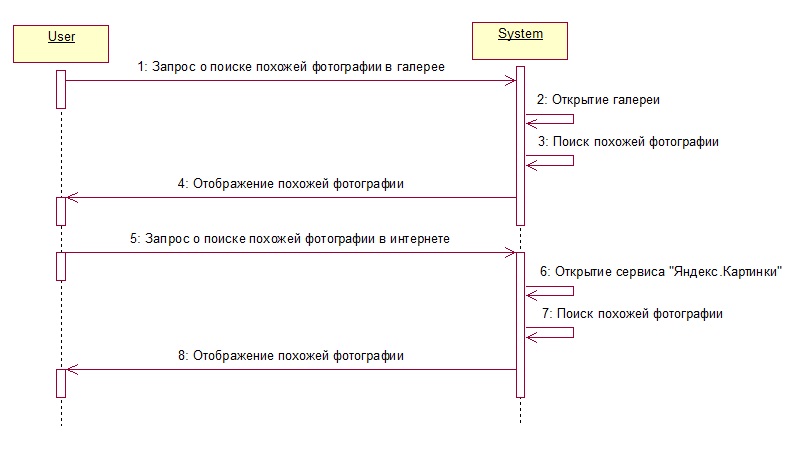 User
System
1: Запрос о поиске похожей фотографии в галерее
2: Открытие галереи
3: Поиск похожей фотографии
4: Отображение похожей фотографии
5: Запрос о поиске похожей фотографии в интернете
6: Открытие сервиса "Яндекс.Картинки"
7: Поиск похожей фотографии
8: Отображение похожей фотографии